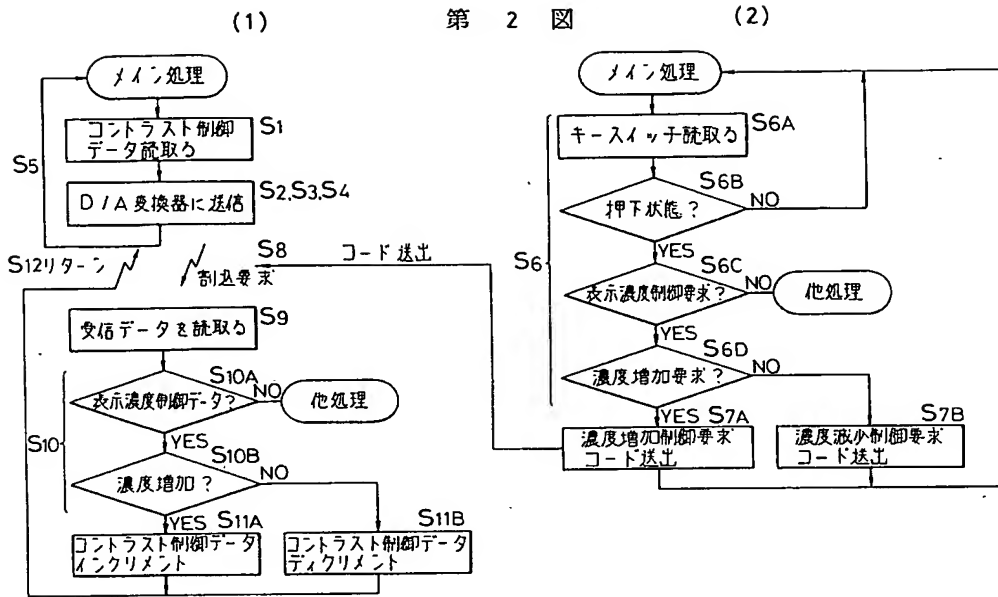 第 2 図
(1)
メイン処理
コントラスト制御
データ読取る
S1
D/A変換器に送信
S2,S3,S4
S5
S12リターン
割込要求
S8
コード送出
受信データを読取る
S9
S10
表示濃度制御データ?
S10A
NO
他処理
YES
濃度増加?
S10B
NO
YES
S11A
コントラスト制御データ
インクリメント
S11B
コントラスト制御データ
ディクリメント
(2)
メイン処理
S6
キースイッチ読取る
S6A
押下状態?
S6B
NO
YES
表示濃度制御要求?
S6C
NO
他処理
YES
濃度増加要求?
S6D
NO
YES
S7A
濃度増加制御要求
コード送出
S7B
濃度減少制御要求
コード送出